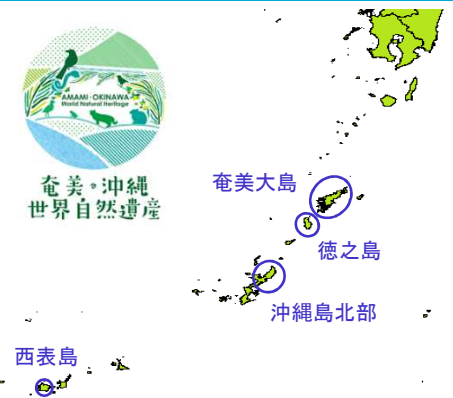 AMAMI・OKINAWA
World Natural Heritage
奄美・沖縄
世界自然遺産
奄美大島
徳之島
沖縄島北部
西表島